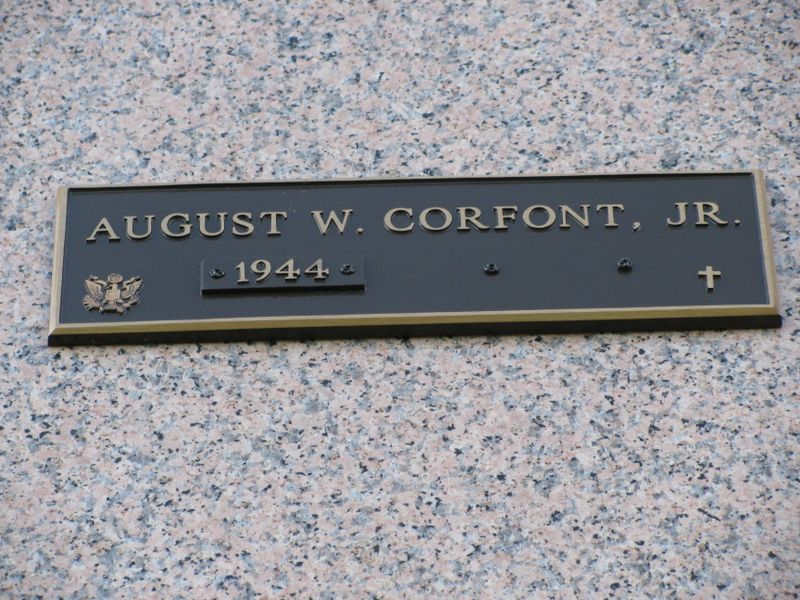 AUGUST W. CORFONT, JR.
1944